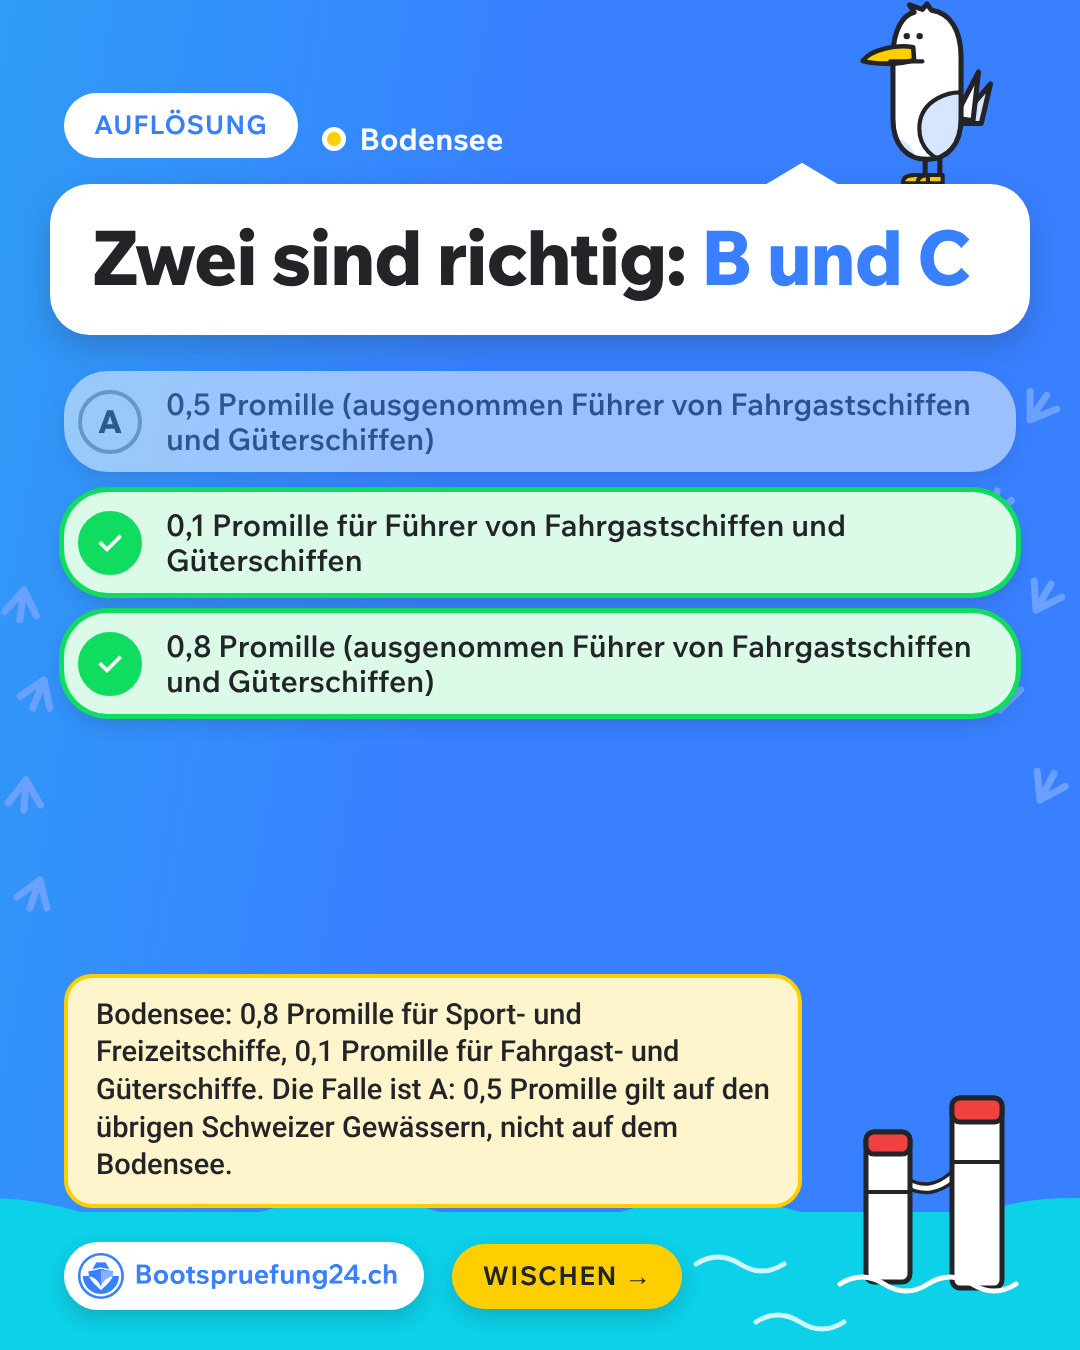 AUFLÖSUNG
Bodensee
Zwei sind richtig: B und C
A
0,5 Promille (ausgenommen Führer von Fahrgastschiffen
und Güterschiffen)
0,1 Promille für Führer von Fahrgastschiffen und
Güterschiffen
0,8 Promille (ausgenommen Führer von Fahrgastschiffen
und Güterschiffen)
Bodensee: 0,8 Promille für Sport- und
Freizeitschiffe, 0,1 Promille für Fahrgast- und
Güterschiffe. Die Falle ist A: 0,5 Promille gilt auf den
übrigen Schweizer Gewässern, nicht auf dem
Bodensee.
Bootspruefung24.ch
WISCHEN →